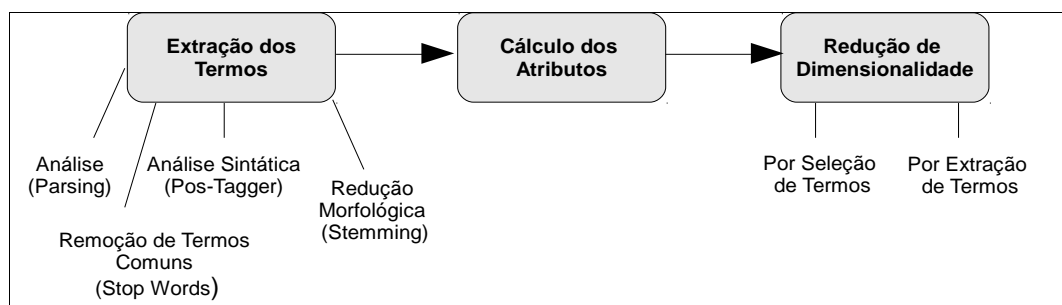 Extração dos
Termos
Cálculo dos
Atributos
Redução de
Dimensionalidade
Análise
(Parsing)
Análise Sintática
(Pos-Tagger)
Redução
Morfológica
(Stemming)
Remoção de Termos
Comuns
(Stop Words)
Por Seleção
de Termos
Por Extração
de Termos